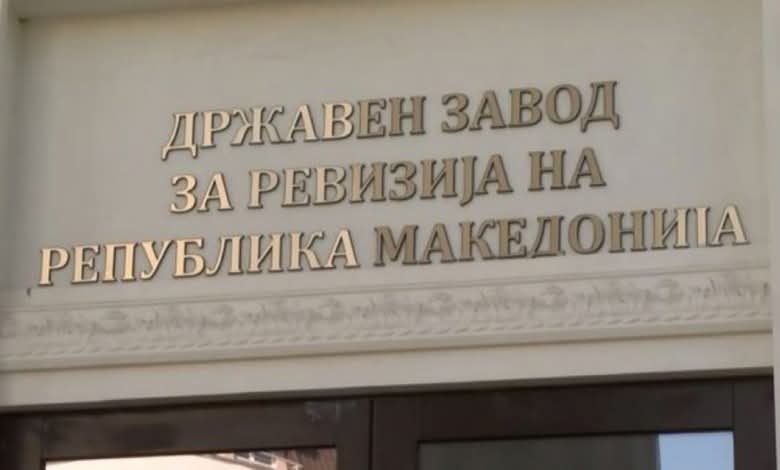 ДРЖАВЕН ЗАВОД
ЗА РЕВИЗИЈА НА
РЕПУБЛИКА МАКЕДОНИЈА